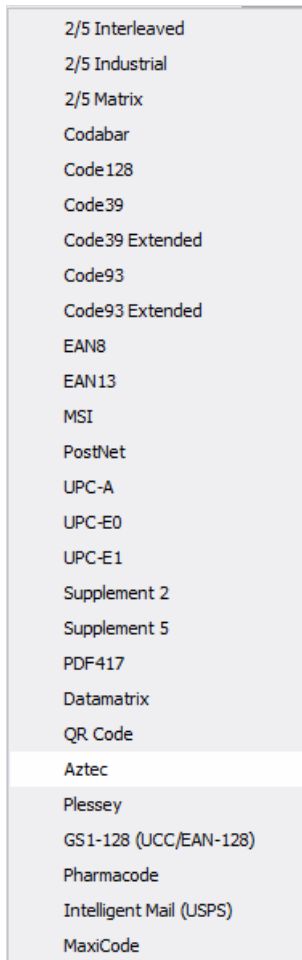 2/5 Interleaved
2/5 Industrial
2/5 Matrix
Codabar
Code128
Code39
Code39 Extended
Code93
Code93 Extended
EAN8
EAN13
MSI
PostNet
UPC-A
UPC-E0
UPC-E1
Supplement 2
Supplement 5
PDF417
Datamatrix
QR Code
Aztec
Plessey
GS1-128 (UCC/EAN-128)
Pharmacode
Intelligent Mail (USPS)
MaxiCode